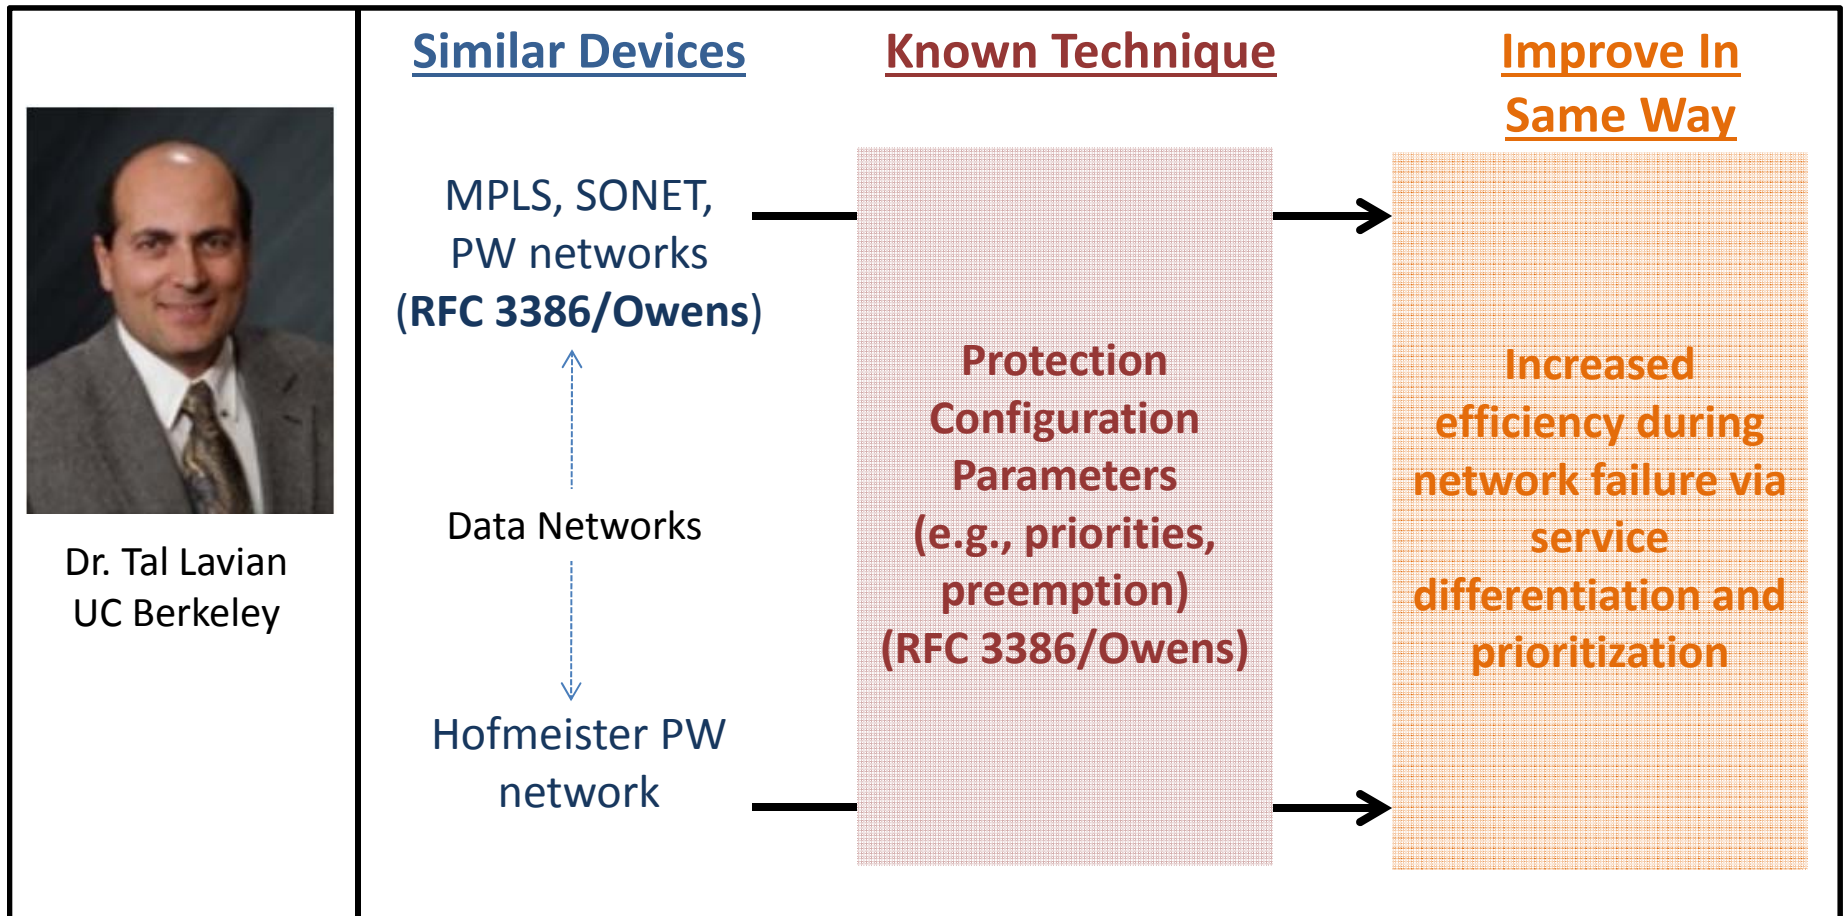 Dr. Tal Lavian
UC Berkeley
Similar Devices
MPLS, SONET,
PW networks
(RFC 3386/Owens)
Data Networks
Hofmeister PW
network
Known Technique
Protection
Configuration
Parameters
(e.g., priorities,
preemption)
(RFC 3386/Owens)
Improve In
Same Way
Increased
efficiency during
network failure via
service
differentiation and
prioritization